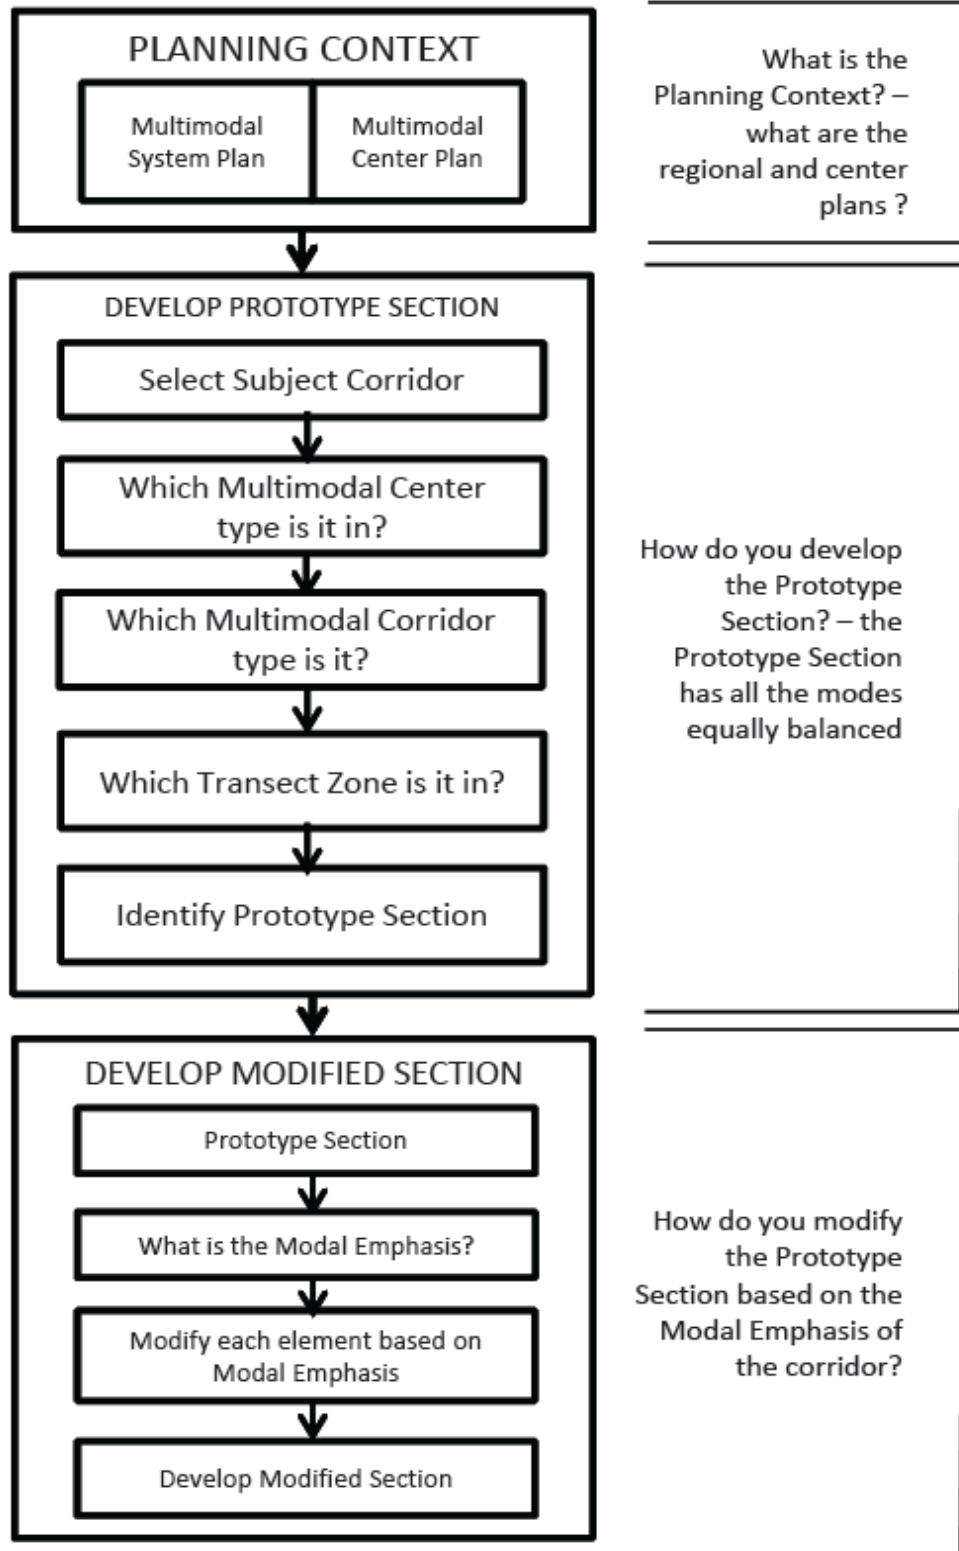 PLANNING CONTEXT
Multimodal
System Plan
Multimodal
Center Plan
What is the
Planning Context? –
what are the
regional and center
plans ?
DEVELOP PROTOTYPE SECTION
Select Subject Corridor
Which Multimodal Center
type is it in?
Which Multimodal Corridor
type is it?
Which Transect Zone is it in?
Identify Prototype Section
How do you develop
the Prototype
Section? – the
Prototype Section
has all the modes
equally balanced
DEVELOP MODIFIED SECTION
Prototype Section
What is the Modal Emphasis?
Modify each element based on
Modal Emphasis
Develop Modified Section
How do you modify
the Prototype
Section based on the
Modal Emphasis of
the corridor?